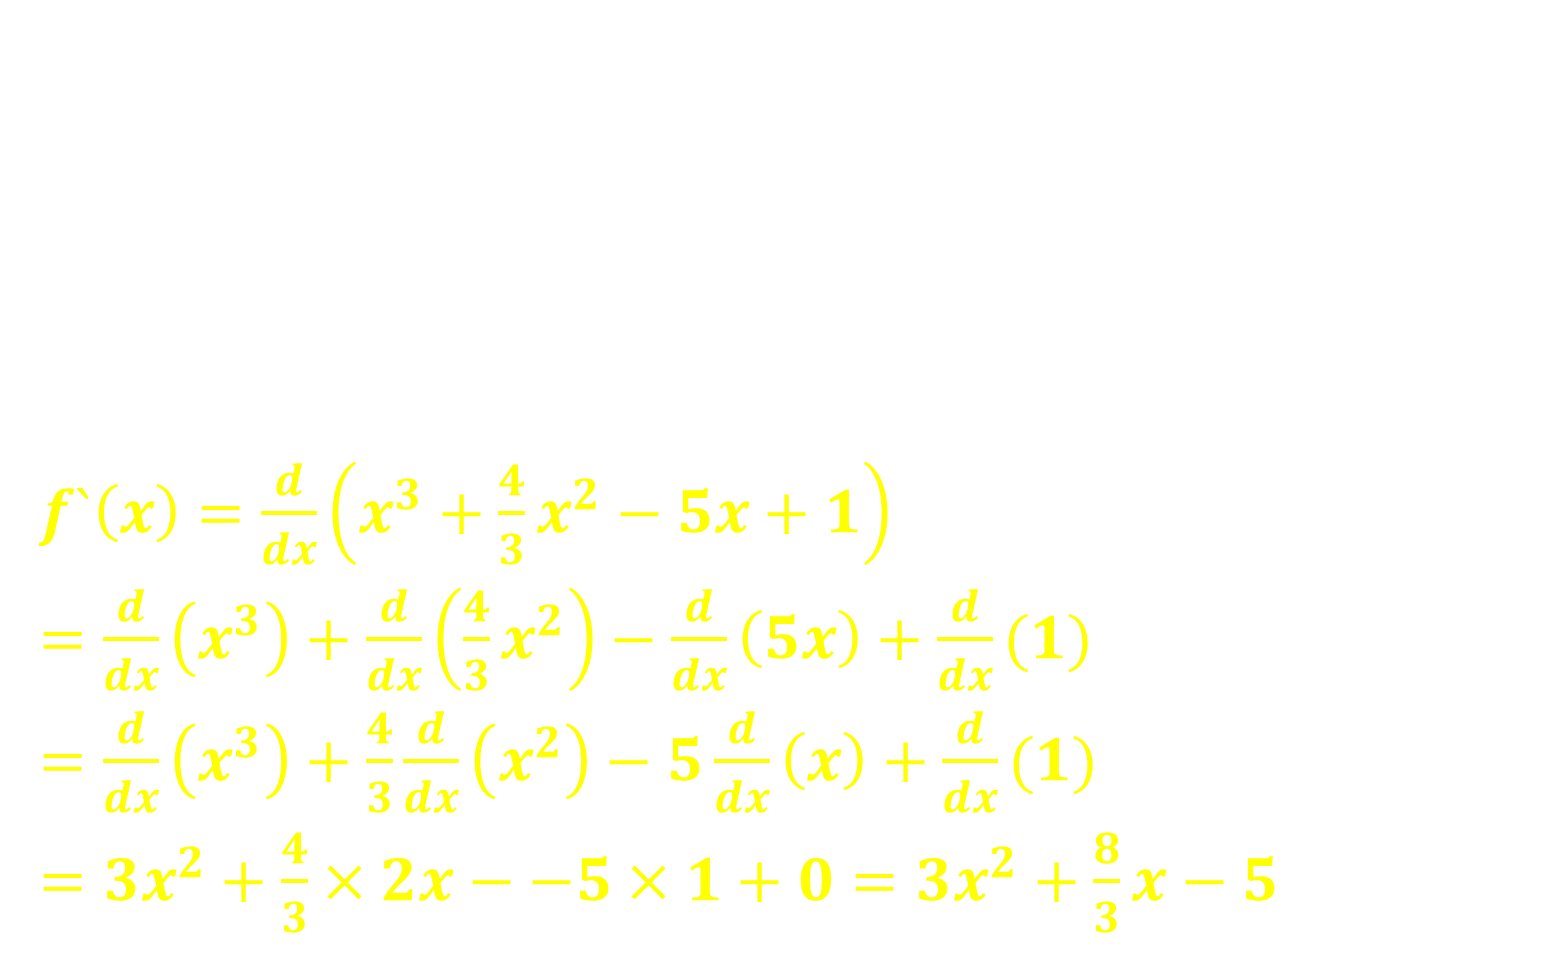 f`(x) = d/dx (x³ + 4/3 x² − 5x + 1)
= d/dx (x³) + d/dx (4/3 x²) − d/dx (5x) + d/dx (1)
= d/dx (x³) + 4/3 d/dx (x²) − 5 d/dx (x) + d/dx (1)
= 3x² + 4/3 × 2x − −5 × 1 + 0 = 3x² + 8/3 x − 5